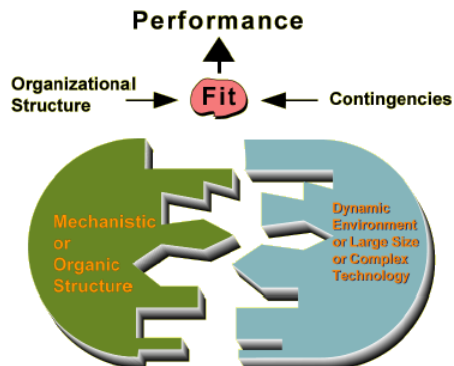 Performance
Organizational
Structure
Fit
Contingencies
Mechanistic
or
Organic
Structure
Dynamic
Environment
or Large Size
or Complex
Technology